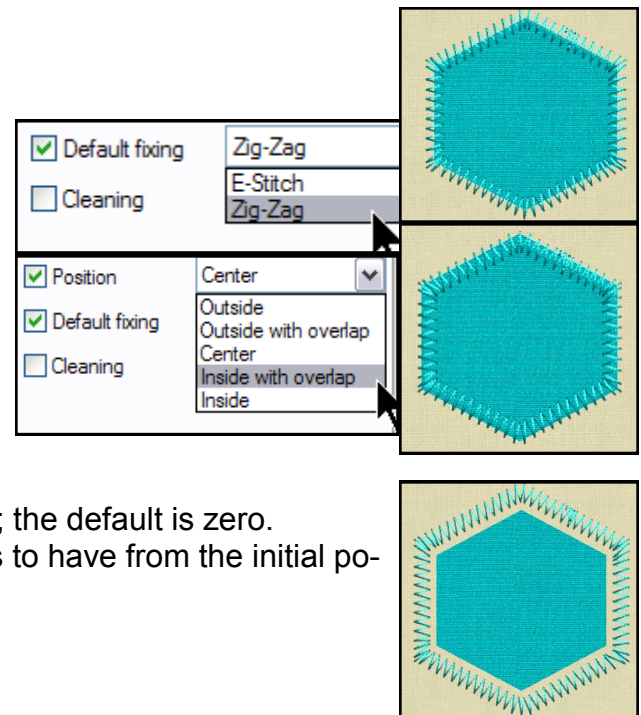 Default fixing Zig-Zag
E-Stitch
Cleaning
Zig-Zag
Position Center
Outside
Default fixing
Outside with overlap
Center
Cleaning
Inside with overlap
Inside
; the default is zero.
s to have from the initial po-